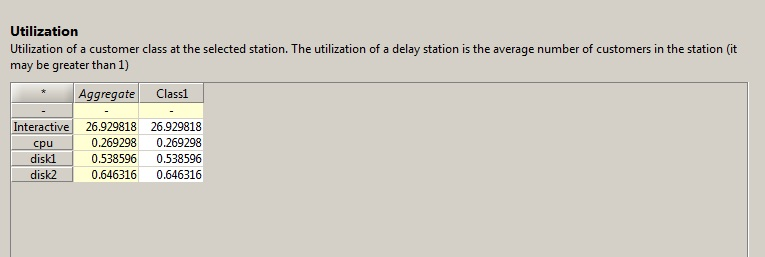 Utilization
Utilization of a customer class at the selected station. The utilization of a delay station is the average number of customers in the station (it
may be greater than 1)
* Aggregate Class1
- - -
Interactive 26.929818 26.929818
cpu 0.269298 0.269298
disk1 0.538596 0.538596
disk2 0.646316 0.646316